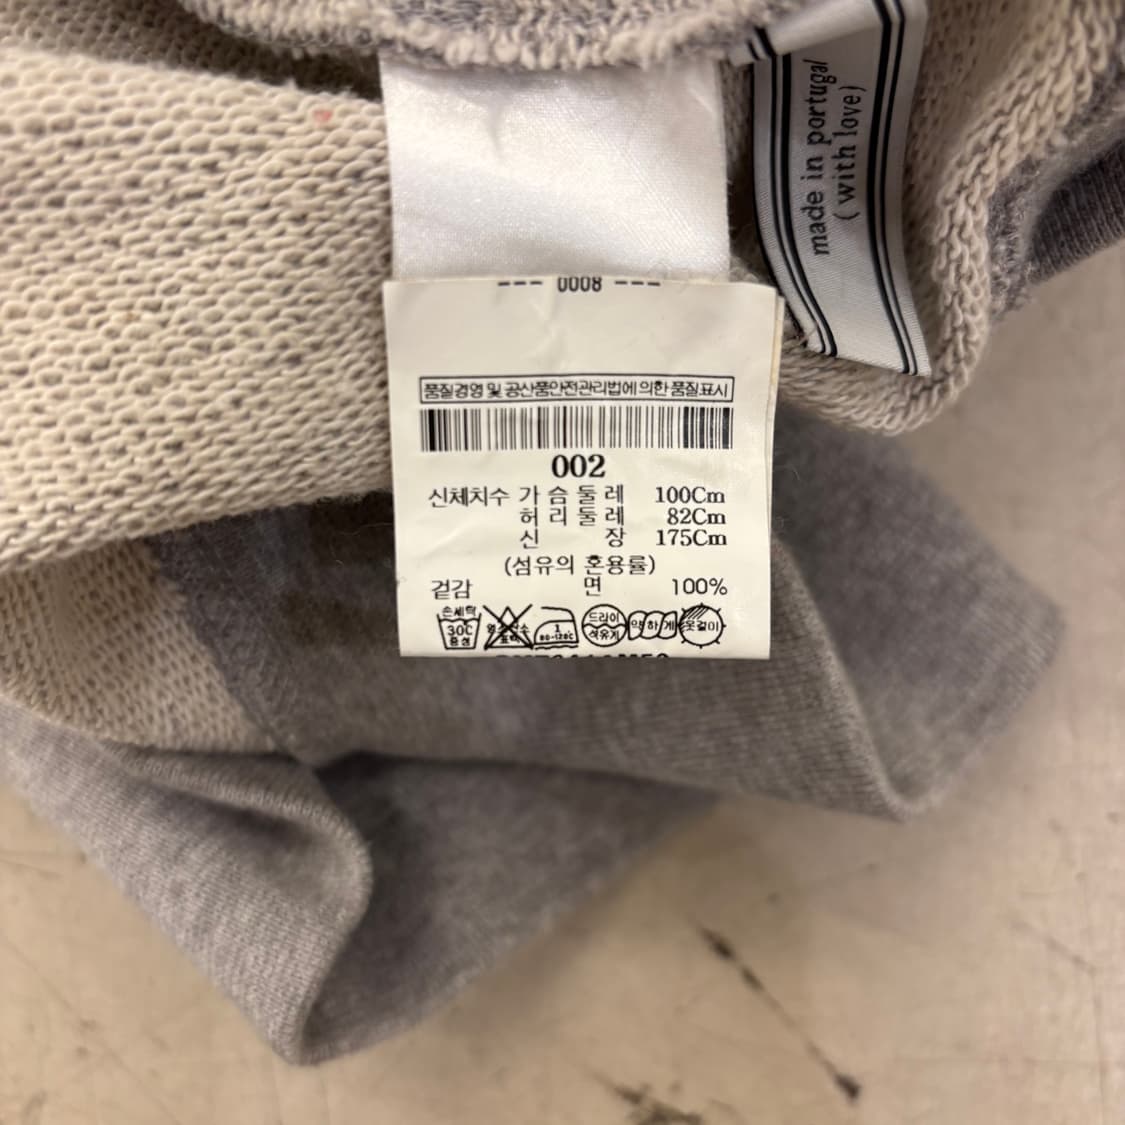 made in portugal
(with love)
--- 0008 ---
품질경영 및 공산품안전관리법에 의한 품질표시
002
신체치수 가슴둘레 100Cm
허리둘레 82Cm
신장 175Cm
(섬유의 혼용률)
겉감 면 100%
손세탁
30C
중성
1
80-120C
드라이
석유계
약하게
옷걸이